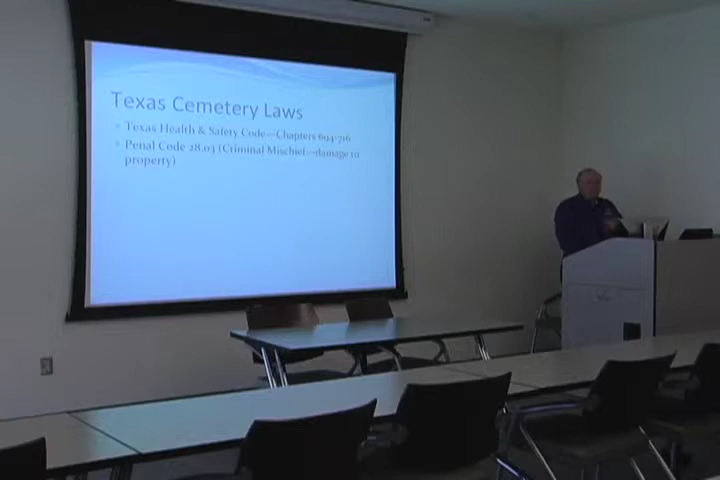 Texas Cemetery Laws
Texas Health & Safety Code—Chapters 694-716
Penal Code 28.03 (Criminal Mischief—damage to
property)